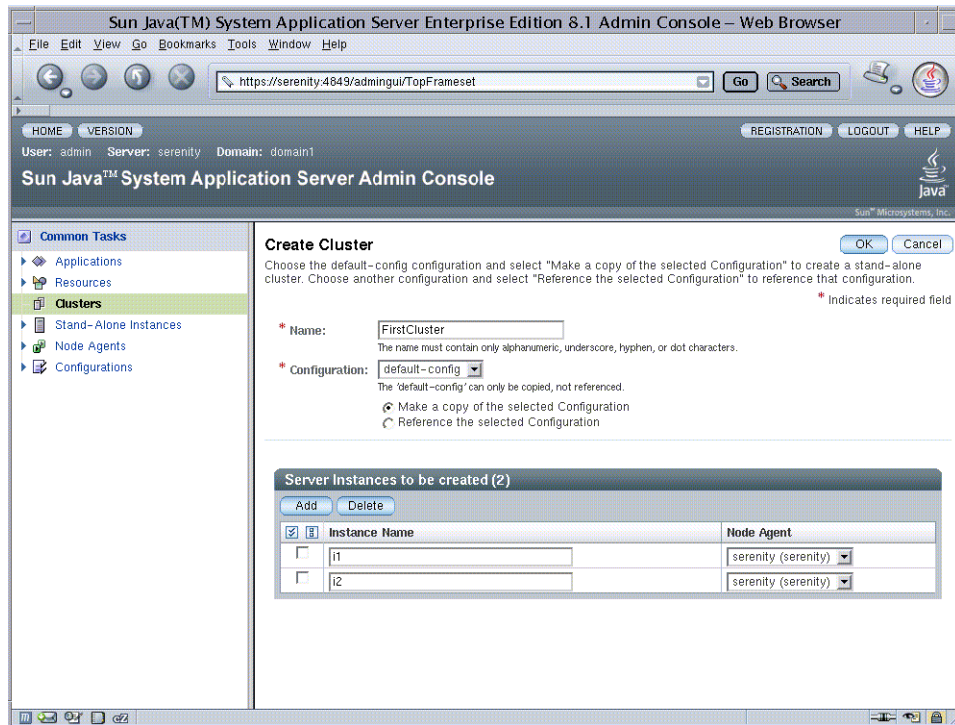 Sun Java(TM) System Application Server Enterprise Edition 8.1 Admin Console – Web Browser
File Edit View Go Bookmarks Tools Window Help
https://serenity:4849/admingui/TopFrameset
Go Search
HOME VERSION REGISTRATION LOGOUT HELP
User: admin Server: serenity Domain: domain1
Sun Java™ System Application Server Admin Console
Java
Sun™ Microsystems, Inc.
Common Tasks
Applications
Resources
Clusters
Stand-Alone Instances
Node Agents
Configurations
Create Cluster
OK Cancel
Choose the default-config configuration and select "Make a copy of the selected Configuration" to create a stand-alone
cluster. Choose another configuration and select "Reference the selected Configuration" to reference that configuration.
* Indicates required field
* Name: FirstCluster
The name must contain only alphanumeric, underscore, hyphen, or dot characters.
* Configuration: default-config
The 'default-config' can only be copied, not referenced.
Make a copy of the selected Configuration
Reference the selected Configuration
Server Instances to be created (2)
Add Delete
Instance Name Node Agent
i1 serenity (serenity)
i2 serenity (serenity)